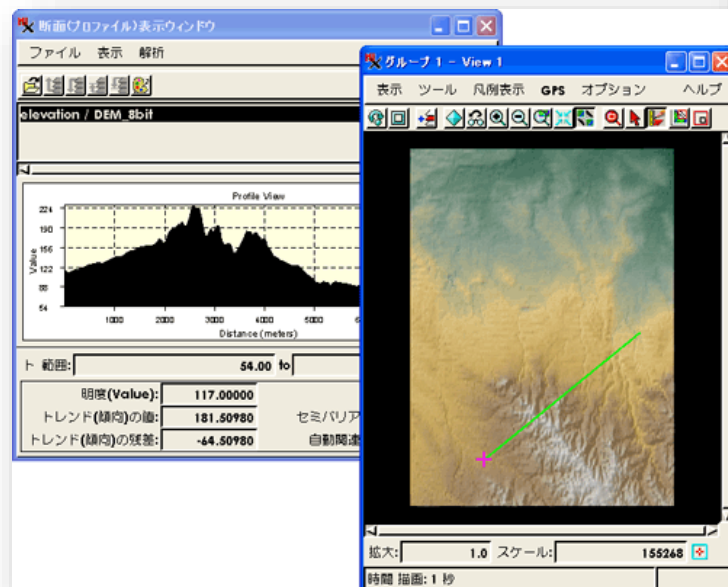 断面(プロファイル)表示ウィンドウ
ファイル 表示 解析
elevation / DEM_8bit
Profile View
224
190
156
122
88
54
Value
1000 2000 3000 4000 5000
Distance (meters)
ト 範囲: 54.00 to
明度(Value): 117.00000
トレンド(傾向)の値: 181.50980 セミバリア
トレンド(傾向)の残差: -64.50980 自動関連
グループ 1 - View 1
表示 ツール 凡例表示 GPS オプション ヘルプ
拡大: 1.0 スケール: 155268
時間 描画: 1 秒